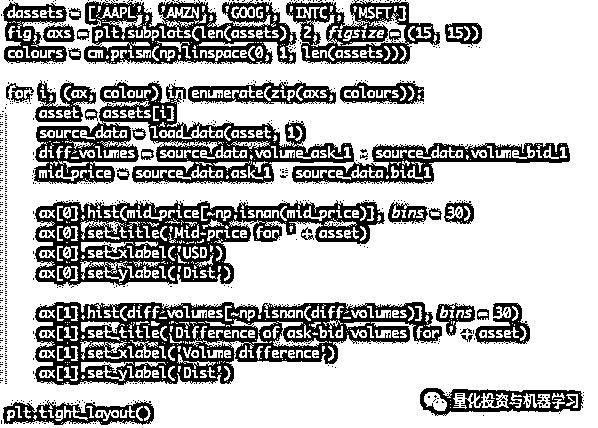 dassets = ['AAPL', 'AMZN', 'GOOG', 'INTC', 'MSFT']
fig, axs = plt.subplots(len(assets), 2, figsize = (15, 15))
colours = cm.prism(np.linspace(0, 1, len(assets)))
for i, (ax, colour) in enumerate(zip(axs, colours)):
    asset = assets[i]
    source_data = load_data(asset, 1)
    diff_volumes = source_data.volume_ask_1 - source_data.volume_bid_1
    mid_price = source_data.ask_1 - source_data.bid_1
    ax[0].hist(mid_price[~np.isnan(mid_price)], bins = 30)
    ax[0].set_title('Mid-price for ' + asset)
    ax[0].set_xlabel('USD')
    ax[0].set_ylabel('Dist')
    ax[1].hist(diff_volumes[~np.isnan(diff_volumes)], bins = 30)
    ax[1].set_title('Difference of ask-bid volumes for ' + asset)
    ax[1].set_xlabel('Volume difference')
    ax[1].set_ylabel('Dist')
plt.tight_layout()
量化投资与机器学习